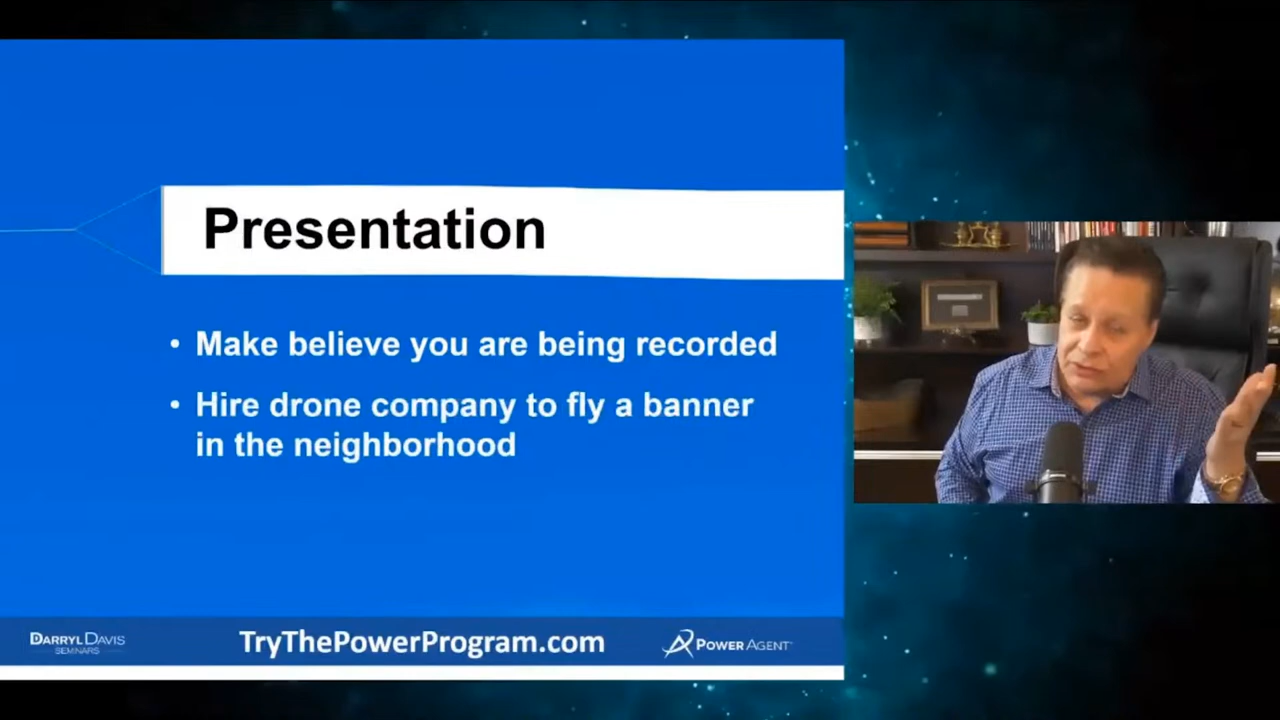 Presentation
• Make believe you are being recorded
• Hire drone company to fly a banner
in the neighborhood
DARRYL DAVIS
SEMINARS
TryThePowerProgram.com
POWER AGENT